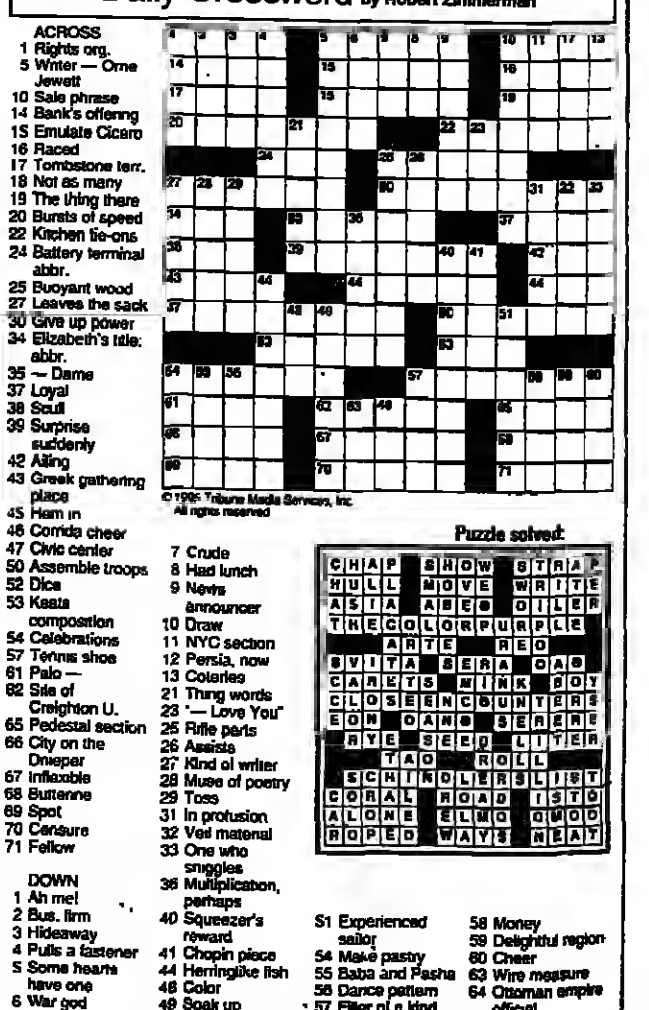 Daily Crossword by Robert Zimmerman
ACROSS
1 Rights org.
5 Writer — Orne
Jewett
10 Sale phrase
14 Bank's offering
15 Emulate Cicero
16 Raced
17 Tombstone terr.
18 Not as many
19 The thing there
20 Bursts of speed
22 Kitchen tie-ons
24 Battery terminal
abbr.
25 Buoyant wood
27 Leaves the sack
30 Give up power
34 Elizabeth's title:
abbr.
35 — Dame
37 Loyal
38 Scull
39 Surprise
suddenly
42 Ailing
43 Greek gathering
place
45 Hem in
46 Corrida cheer
47 Civic center
50 Assemble troops
52 Dice
53 Keats
composition
54 Celebrations
57 Tennis shoe
61 Palo —
62 Site of
Creighton U.
65 Pedestal section
66 City on the
Dnieper
67 Inflexible
68 Butterine
69 Spot
70 Censure
71 Fellow
DOWN
1 Ah me!
2 Bus. firm
3 Hideaway
4 Pulls a fastener
5 Some hearts
have one
6 War god
© 1995 Tribune Media Services, Inc.
All rights reserved
7 Crude
8 Had lunch
9 News
announcer
10 Draw
11 NYC section
12 Persia, now
13 Coteries
21 Thing words
23 "— Love You"
25 Rifle parts
26 Assists
27 Kind of writer
28 Muse of poetry
29 Toss
31 In profusion
32 Veil material
33 One who
sniggles
36 Multiplication,
perhaps
40 Squeezer's
reward
41 Chopin piece
44 Herringlike fish
48 Color
49 Soak up
51 Experienced
sailor
54 Make pastry
55 Baba and Pasha
56 Dance pattern
57 Filler of a kind
58 Money
59 Delightful region
60 Cheer
63 Wire measure
64 Ottoman empire
official
Puzzle solved:
CHAP SHOW STRAP
HULL MOVE WRITE
ASIA ABED OILER
THECOLORPURPLE
ARTE REO
EVITA SERA OAS
CARETS MINK BOY
CLOSEENCOUNTERS
EON DANG SERERE
RYE SEED LITER
TAO ROLL
SCHINDLERSLIST
CORAL ROAD ISTO
ALONE ELMO DMOD
ROPED WAYS NEAT